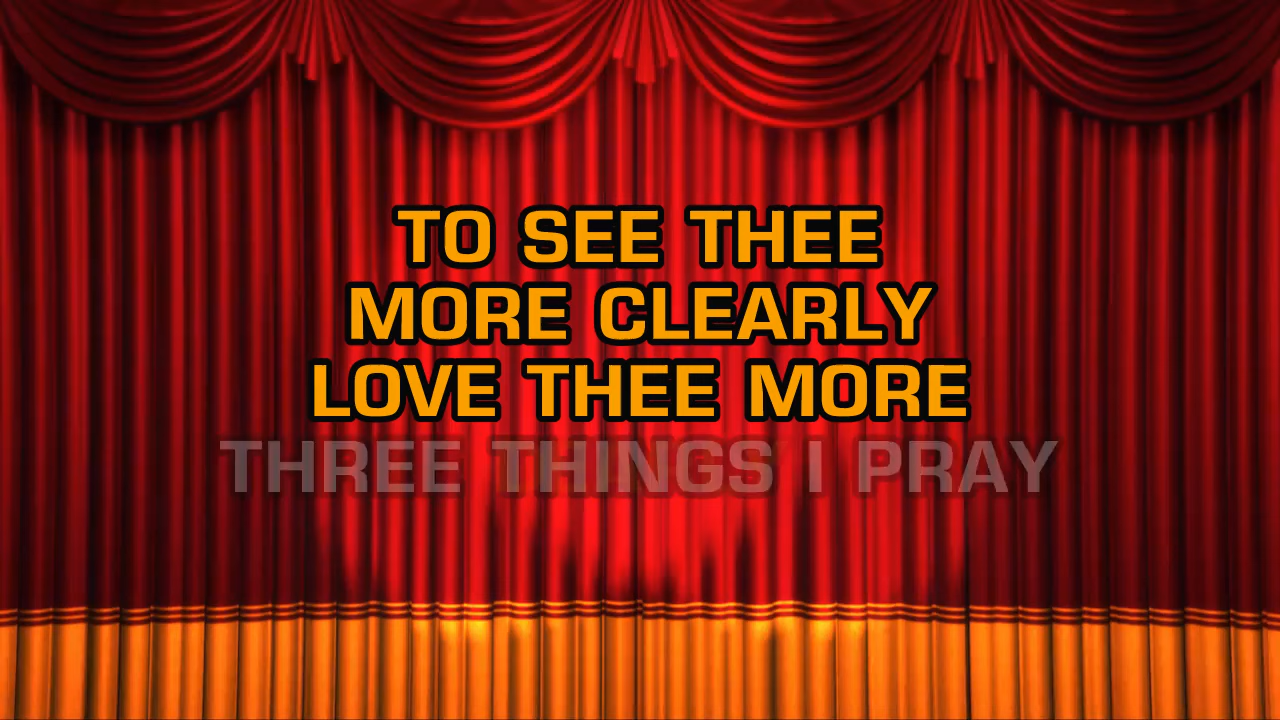 TO SEE THEE
MORE CLEARLY
LOVE THEE MORE
THREE THINGS I PRAY